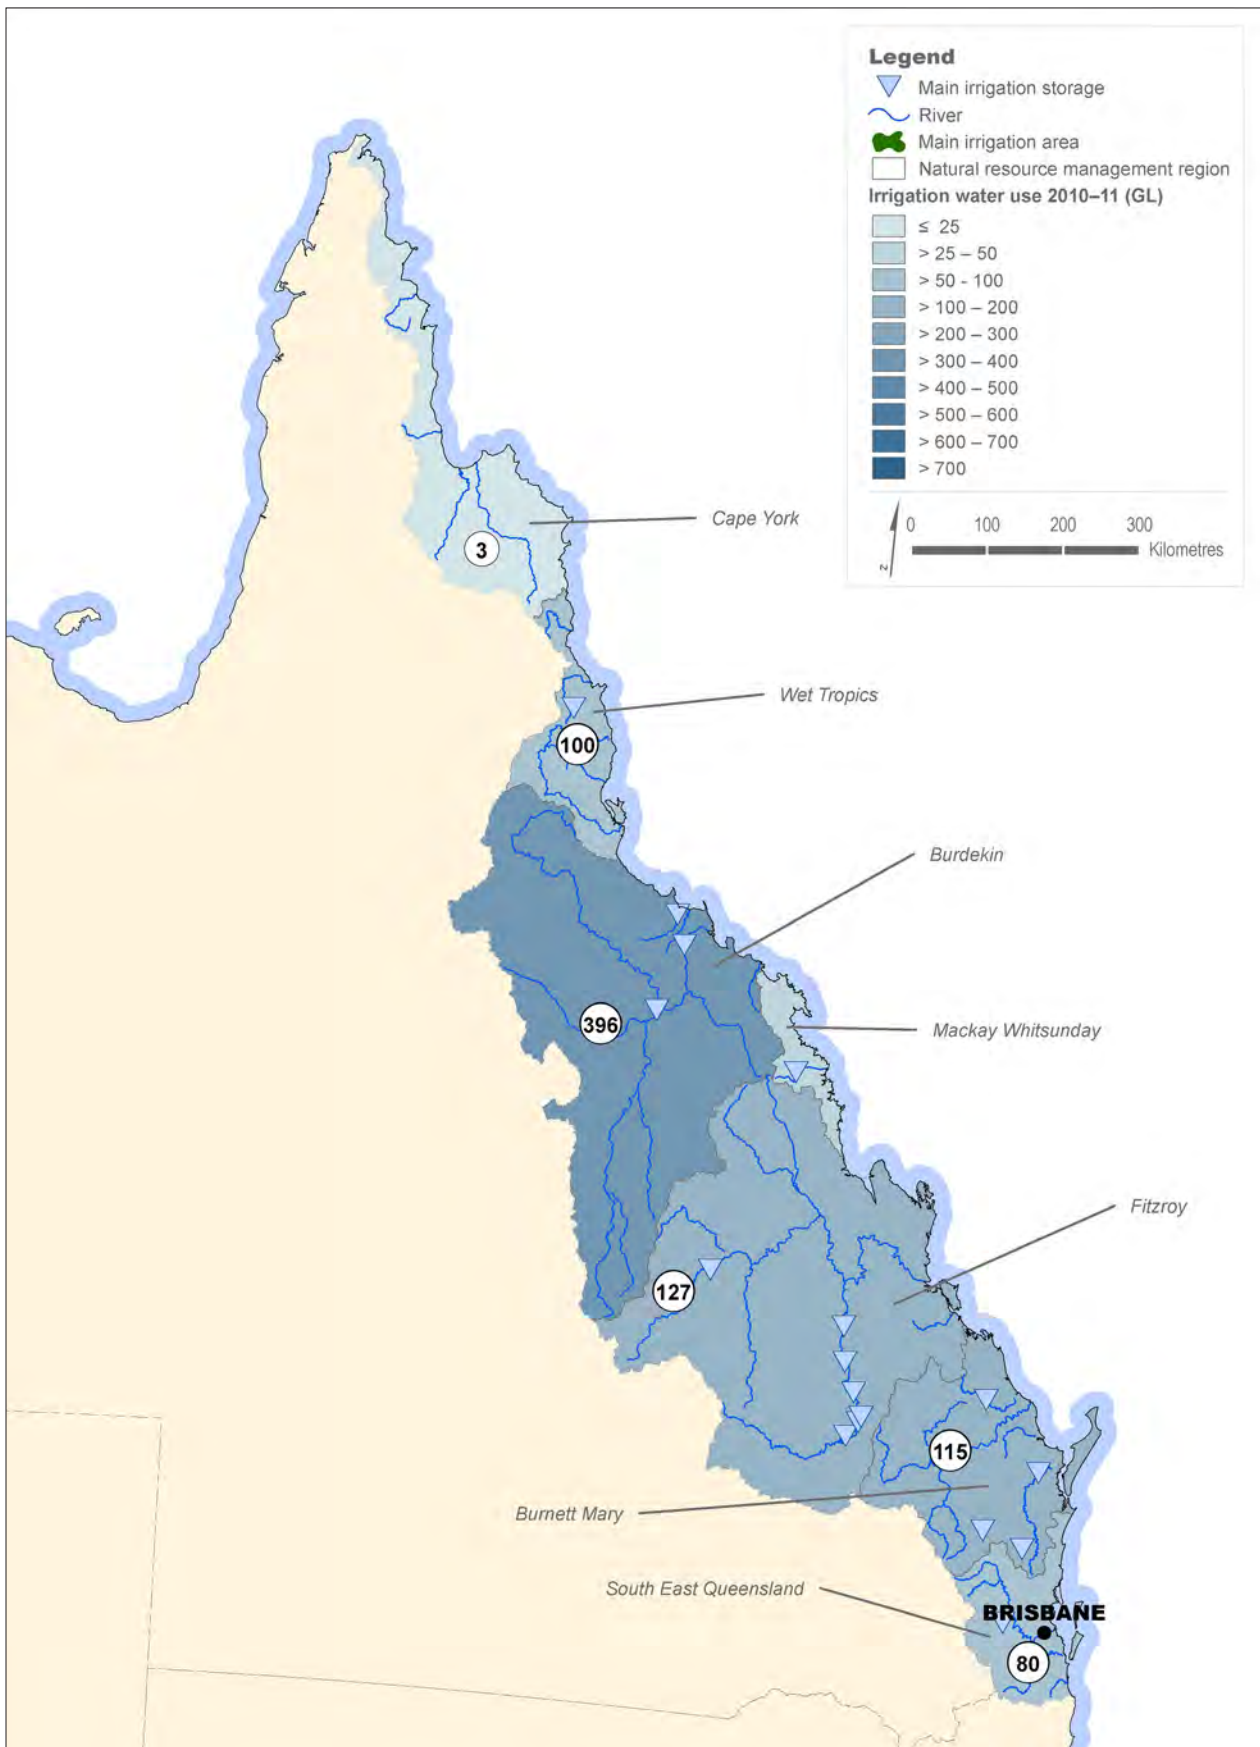 Legend
Main irrigation storage
River
Main irrigation area
Natural resource management region
Irrigation water use 2010–11 (GL)
≤ 25
> 25 – 50
> 50 - 100
> 100 – 200
> 200 – 300
> 300 – 400
> 400 – 500
> 500 – 600
> 600 – 700
> 700
0 100 200 300
Kilometres
N
Cape York
3
Wet Tropics
100
Burdekin
396
Mackay Whitsunday
Fitzroy
127
115
Burnett Mary
South East Queensland
BRISBANE
80